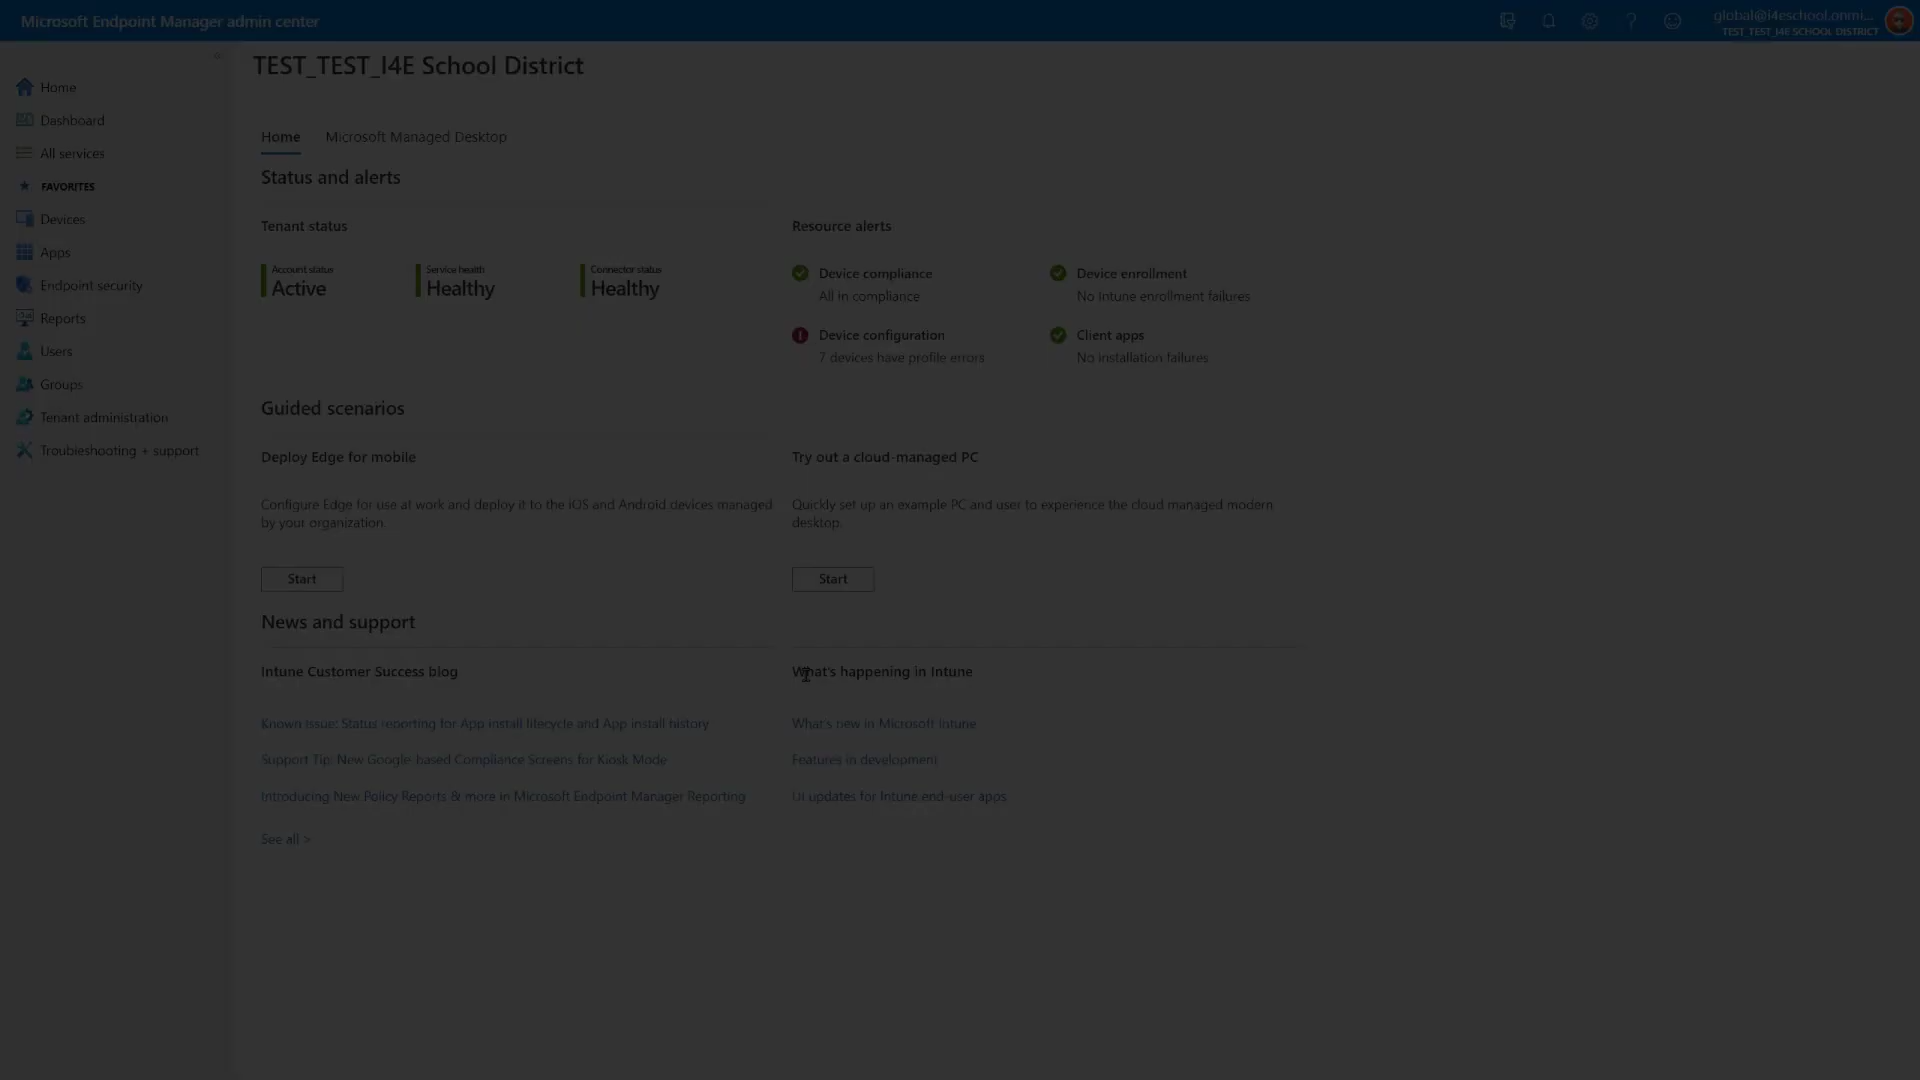 Microsoft Endpoint Manager admin center
global@i4eschool.onmi...
TEST_TEST_I4E SCHOOL DISTRICT
TEST_TEST_I4E School District
Home
Dashboard
All services
FAVORITES
Devices
Apps
Endpoint security
Reports
Users
Groups
Tenant administration
Troubleshooting + support
Home Microsoft Managed Desktop
Status and alerts
Tenant status
Account status
Active
Service health
Healthy
Connector status
Healthy
Resource alerts
Device compliance
All in compliance
Device enrollment
No Intune enrollment failures
Device configuration
7 devices have profile errors
Client apps
No installation failures
Guided scenarios
Deploy Edge for mobile
Configure Edge for use at work and deploy it to the iOS and Android devices managed
by your organization.
Start
Try out a cloud-managed PC
Quickly set up an example PC and user to experience the cloud managed modern
desktop.
Start
News and support
Intune Customer Success blog
Known Issue: Status reporting for App install lifecycle and App install history
Support Tip: New Google-based Compliance Screens for Kiosk Mode
Introducing New Policy Reports & more in Microsoft Endpoint Manager Reporting
See all >
What's happening in Intune
What's new in Microsoft Intune
Features in development
UI updates for Intune end-user apps